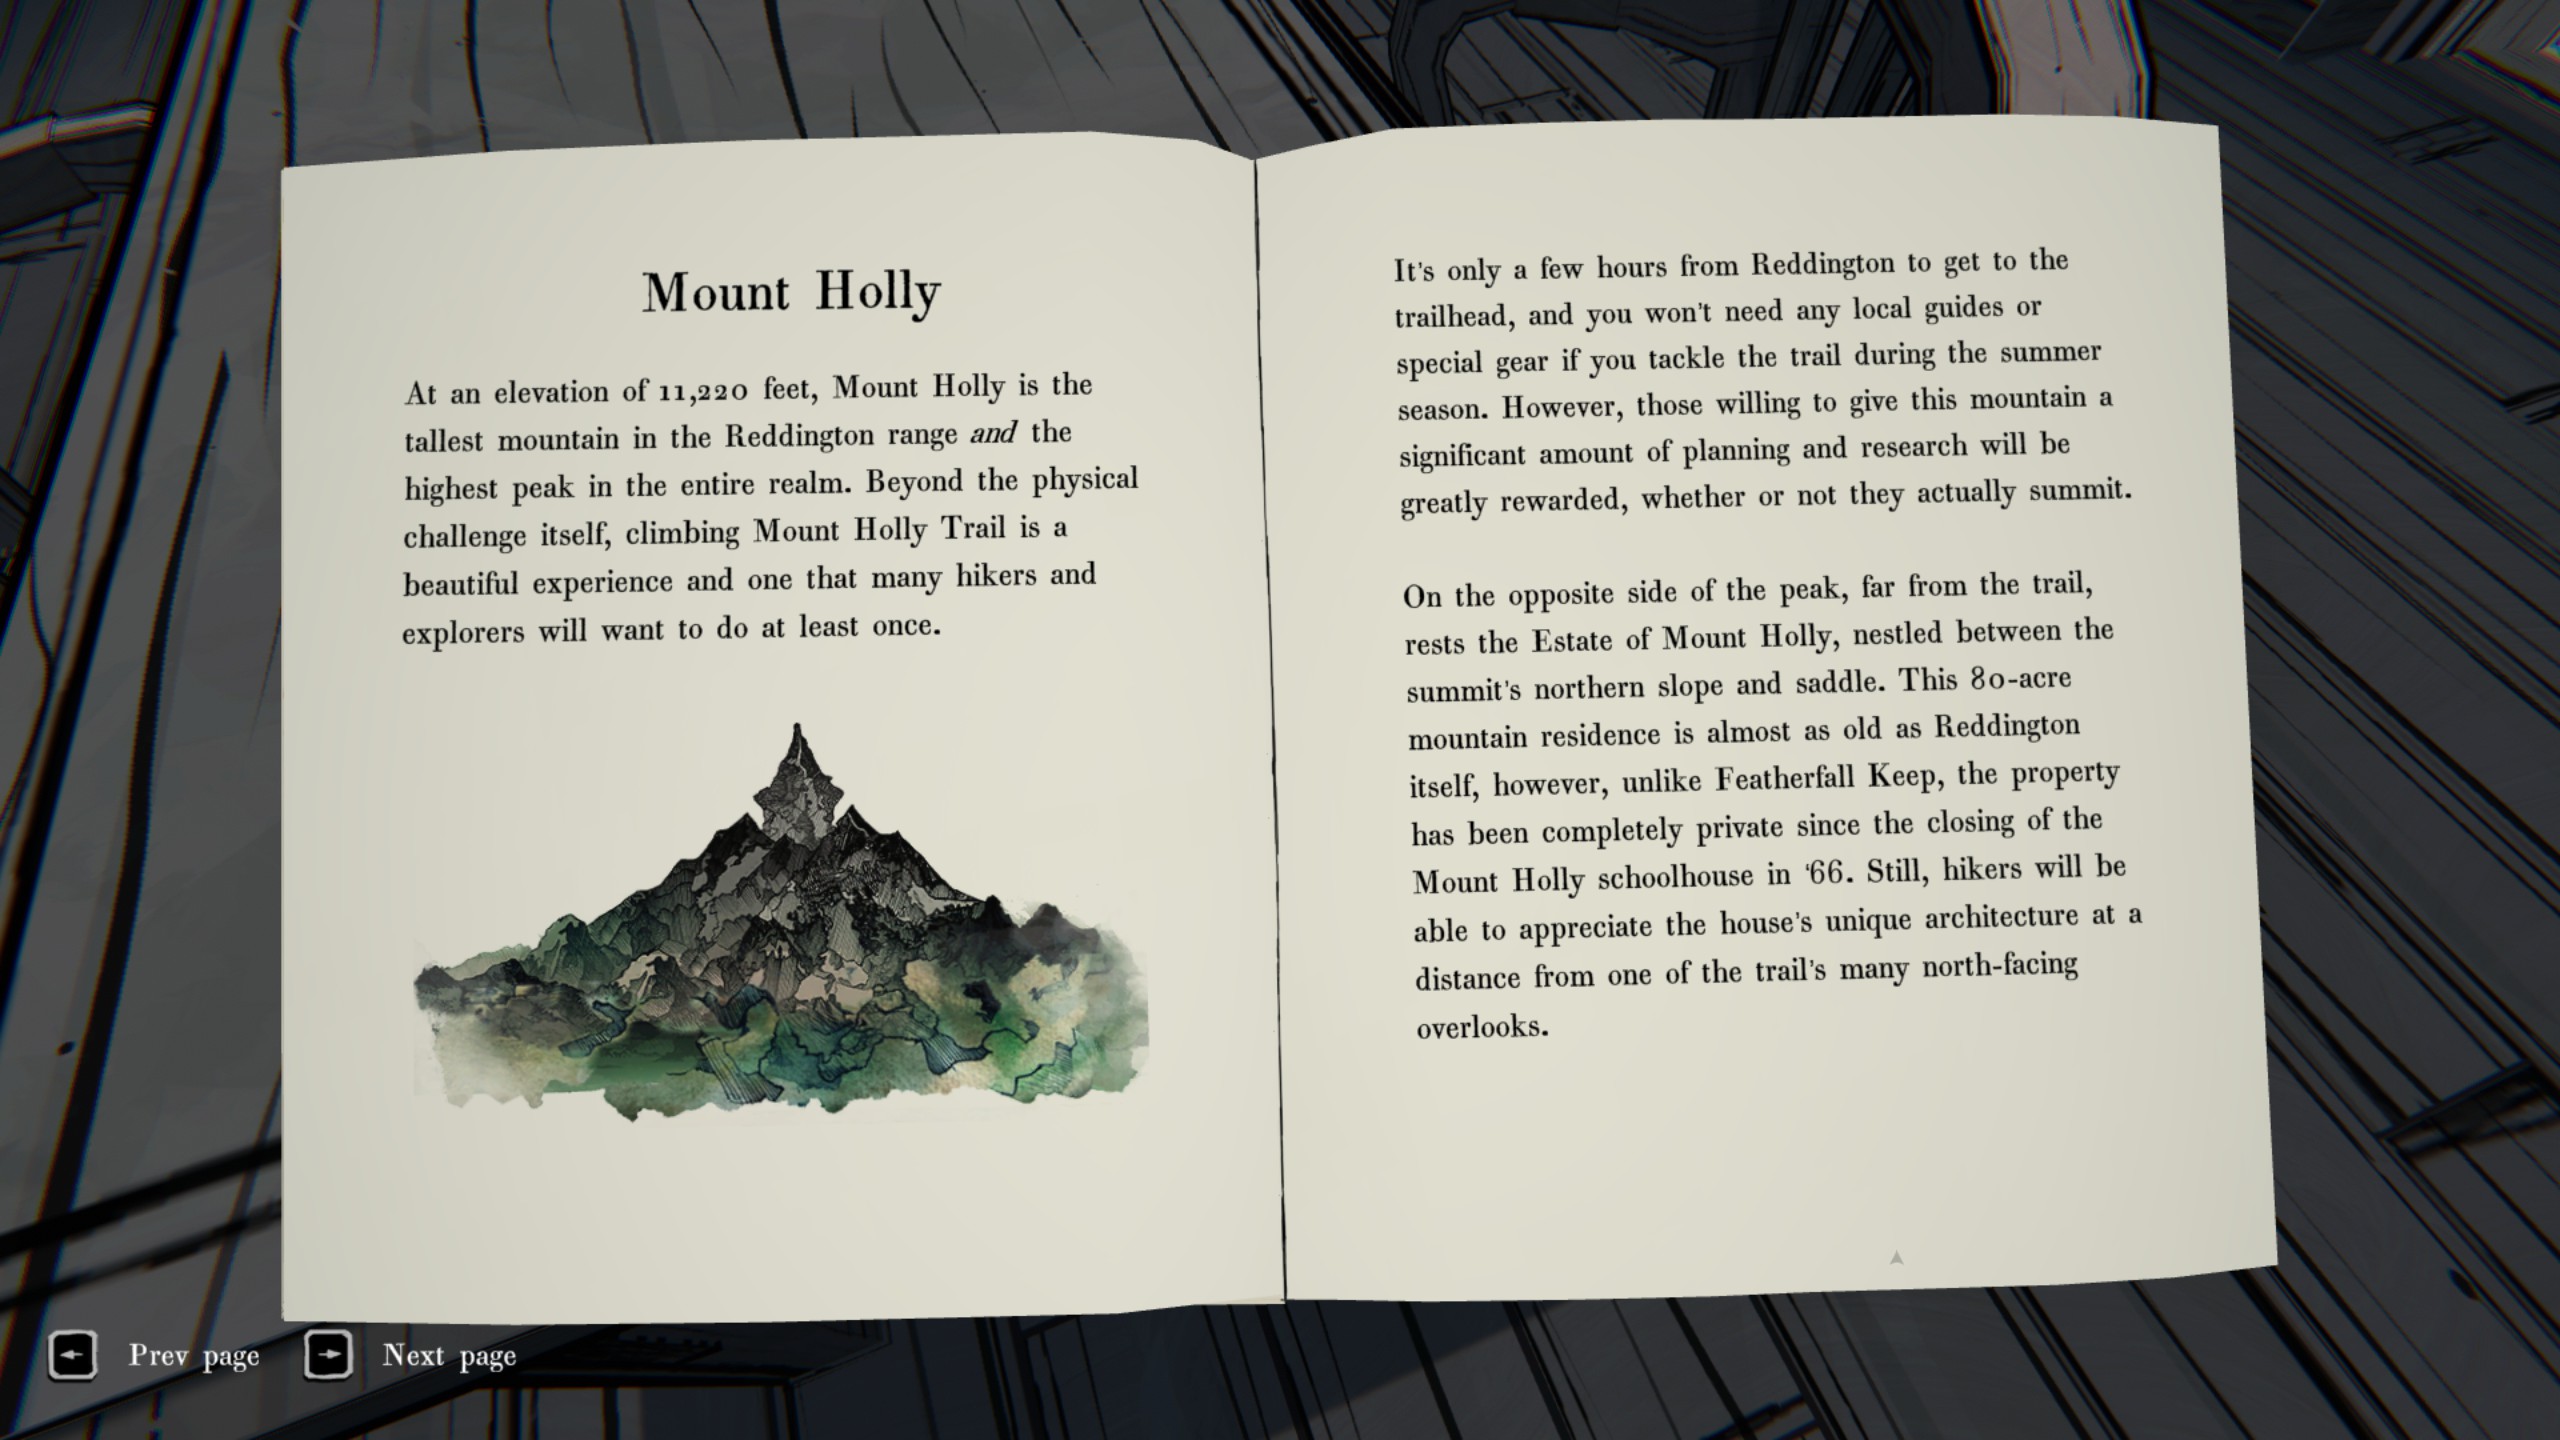 Mount Holly
At an elevation of 11,220 feet, Mount Holly is the
tallest mountain in the Reddington range and the
highest peak in the entire realm. Beyond the physical
challenge itself, climbing Mount Holly Trail is a
beautiful experience and one that many hikers and
explorers will want to do at least once.
It's only a few hours from Reddington to get to the
trailhead, and you won't need any local guides or
special gear if you tackle the trail during the summer
season. However, those willing to give this mountain a
significant amount of planning and research will be
greatly rewarded, whether or not they actually summit.
On the opposite side of the peak, far from the trail,
rests the Estate of Mount Holly, nestled between the
summit's northern slope and saddle. This 80-acre
mountain residence is almost as old as Reddington
itself, however, unlike Featherfall Keep, the property
has been completely private since the closing of the
Mount Holly schoolhouse in ‘66. Still, hikers will be
able to appreciate the house's unique architecture at a
distance from one of the trail's many north-facing
overlooks.
Prev page
Next page